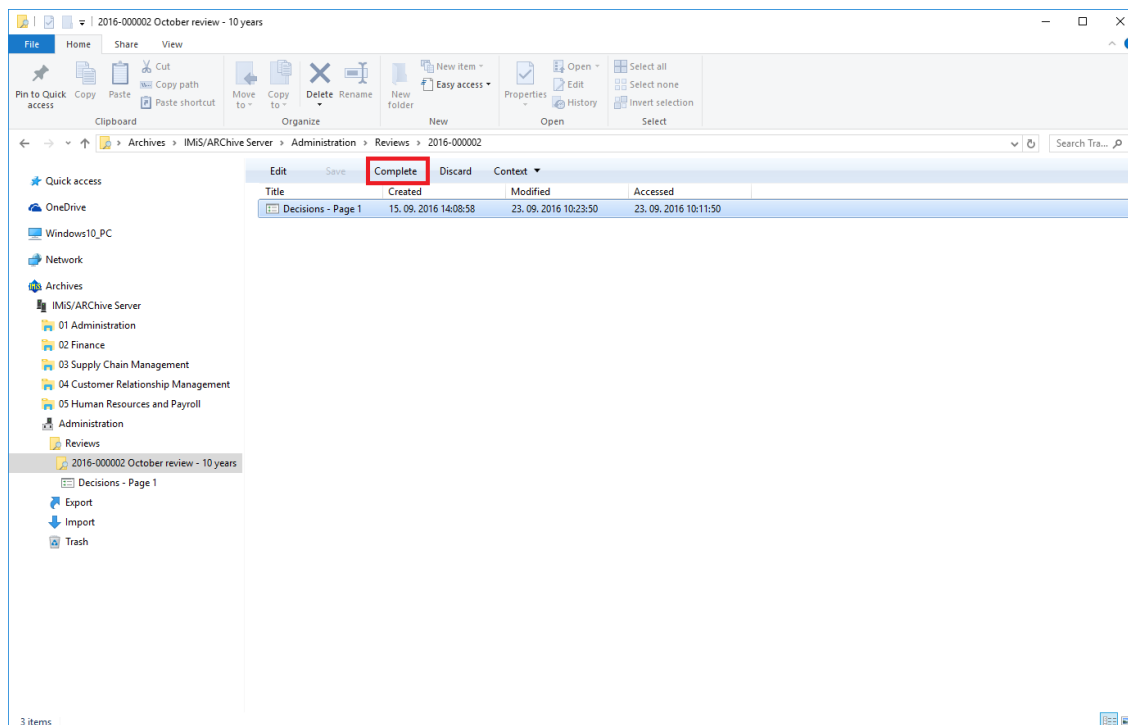 2016-000002 October review - 10 years
File Home Share View
Pin to Quick access
Copy
Paste
Cut
Copy path
Paste shortcut
Clipboard
Move to
Copy to
Delete
Rename
Organize
New folder
New item
Easy access
New
Properties
Open
Edit
History
Open
Select all
Select none
Invert selection
Select
Archives > IMiS/ARChive Server > Administration > Reviews > 2016-000002
Search Tra...
Edit Save Complete Discard Context
Title Created Modified Accessed
Decisions - Page 1 15. 09. 2016 14:08:58 23. 09. 2016 10:23:50 23. 09. 2016 10:11:50
Quick access
OneDrive
Windows10_PC
Network
Archives
IMiS/ARChive Server
01 Administration
02 Finance
03 Supply Chain Management
04 Customer Relationship Management
05 Human Resources and Payroll
Administration
Reviews
2016-000002 October review - 10 years
Decisions - Page 1
Export
Import
Trash
3 items